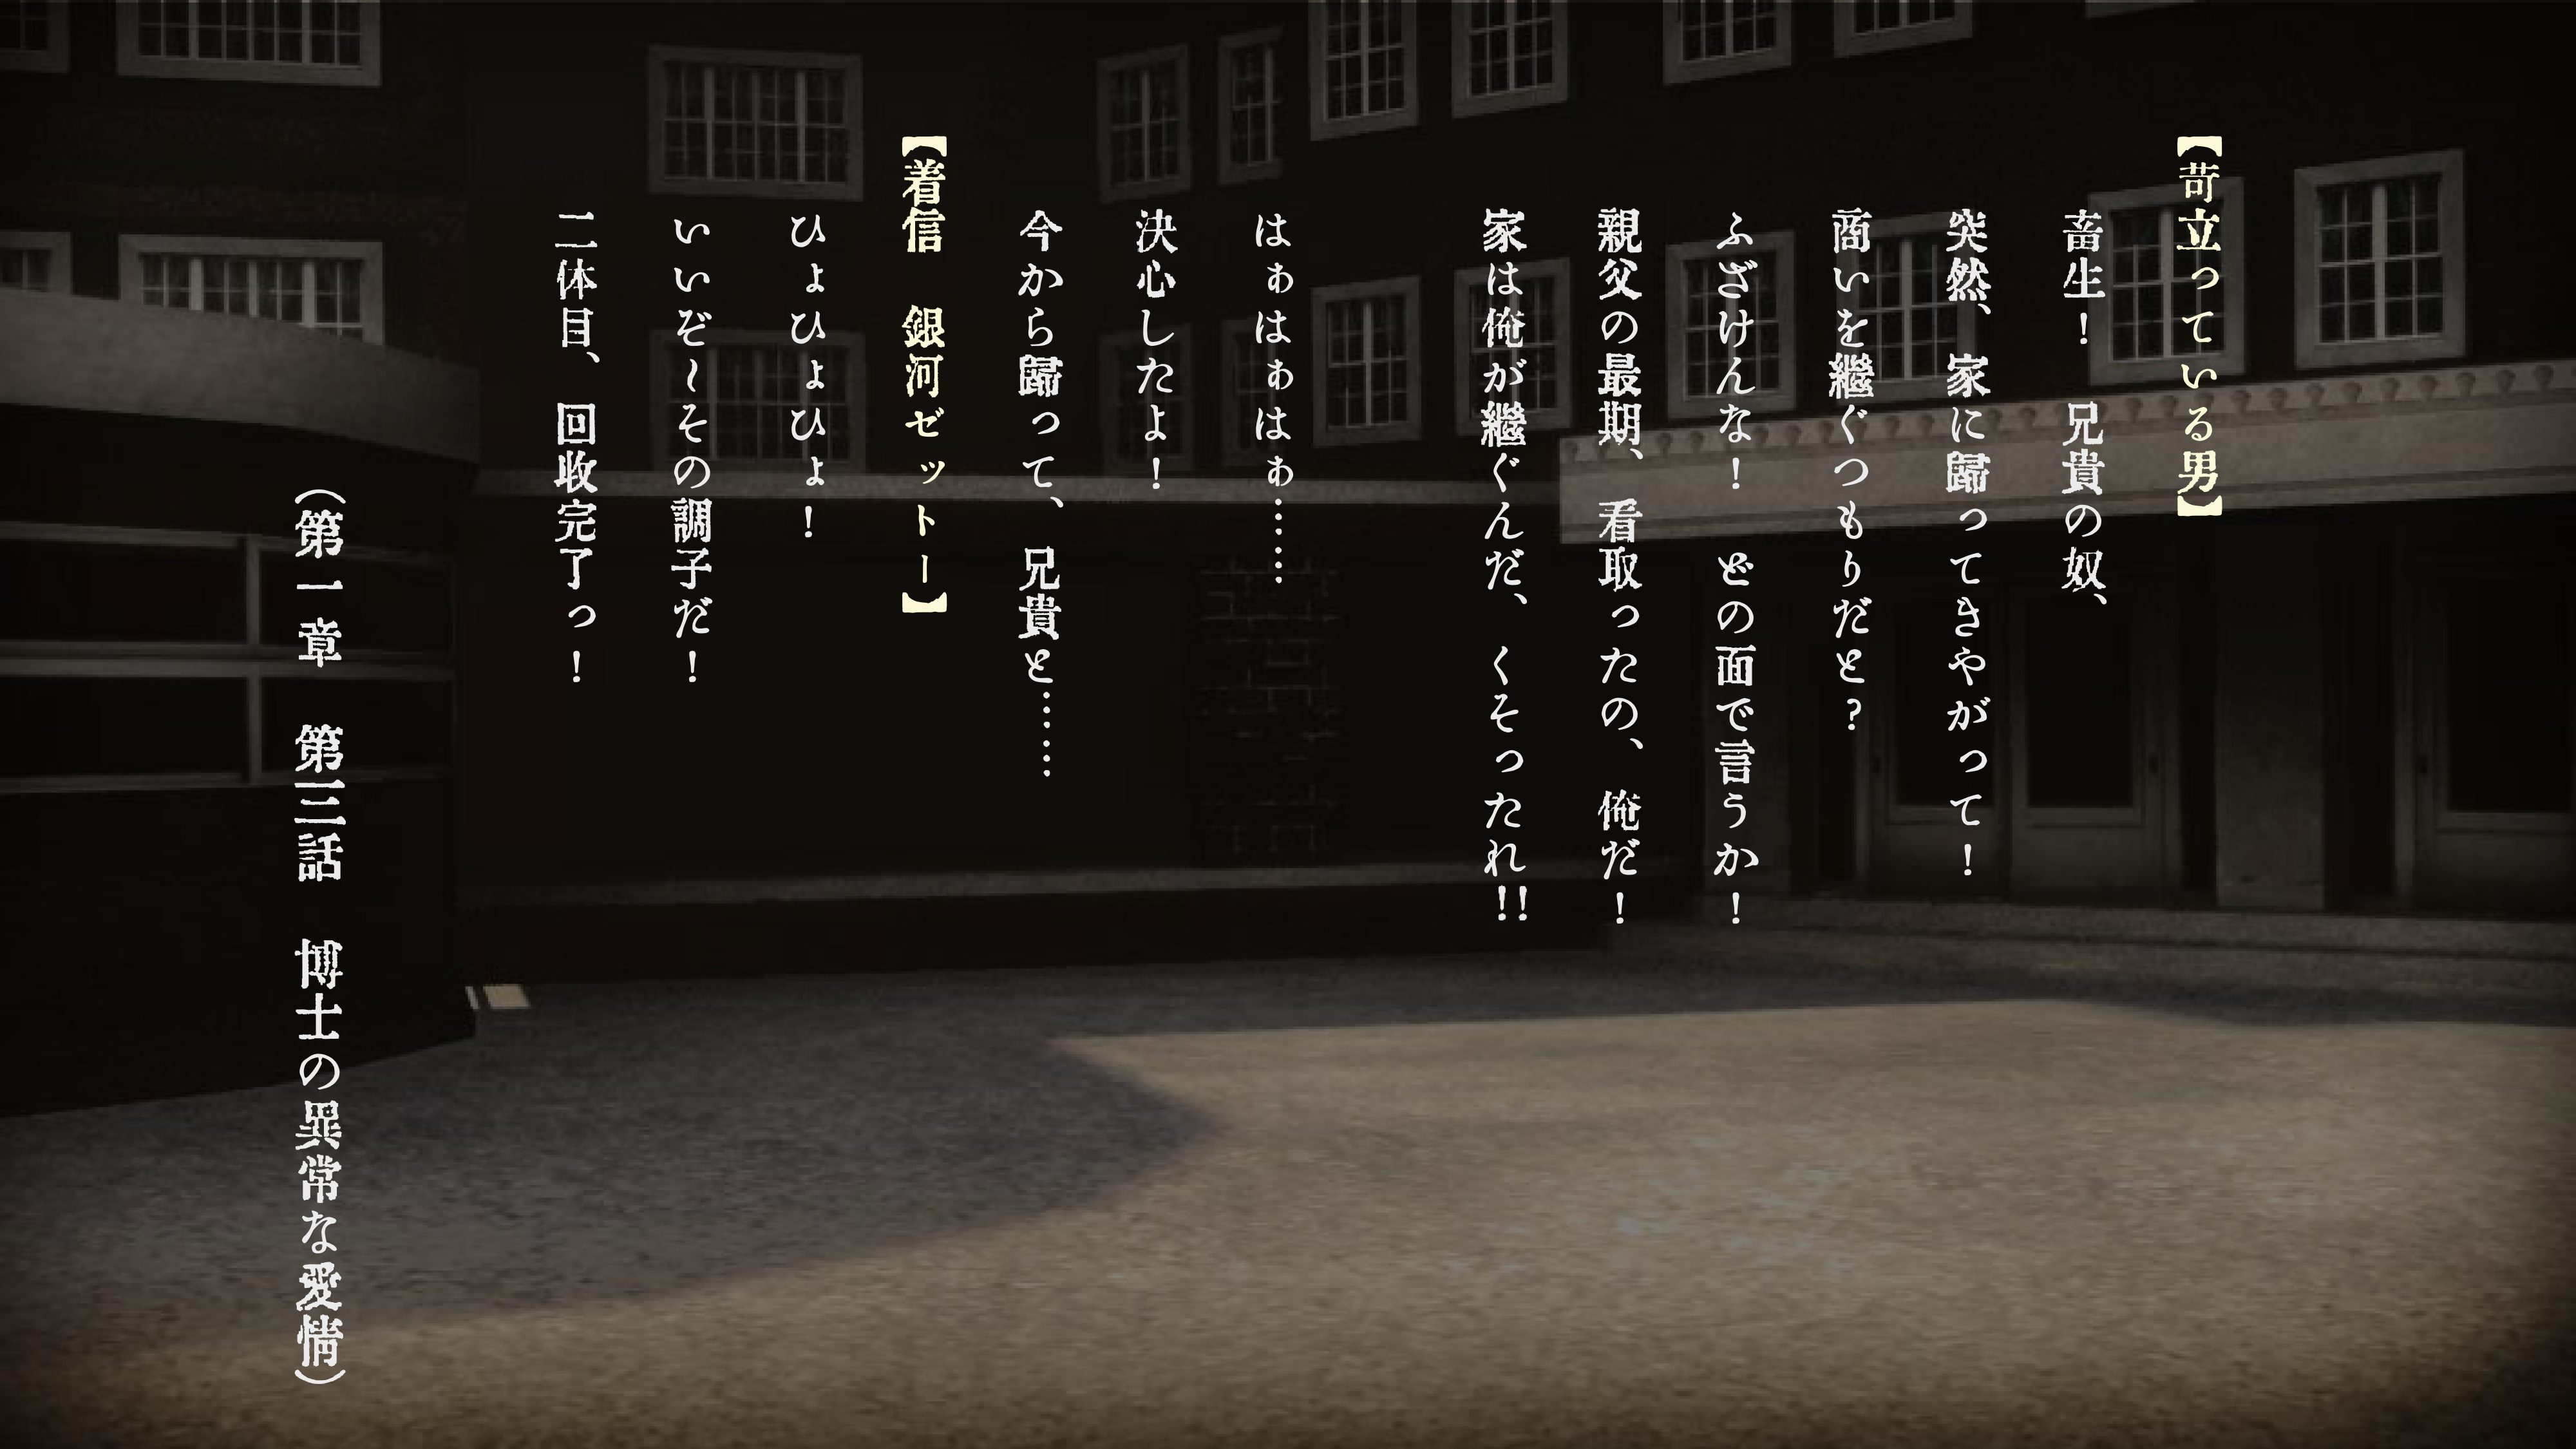 【苛立っている男】
畜生!　兄貴の奴、
突然、家に歸ってきやがって!
商いを繼ぐつもりだと?
ふざけんな!　どの面で言うか!
親父の最期、看取ったの、俺だ!
家は俺が繼ぐんだ、くそったれ!!
はぁはぁはぁ……
決心したよ!
今から歸って、兄貴と……
【着信　銀河ゼットー】
ひょひょひょ!
いいぞ~その調子だ!
二体目、回收完了っ!
(第一章　第三話　博士の異常な愛情)